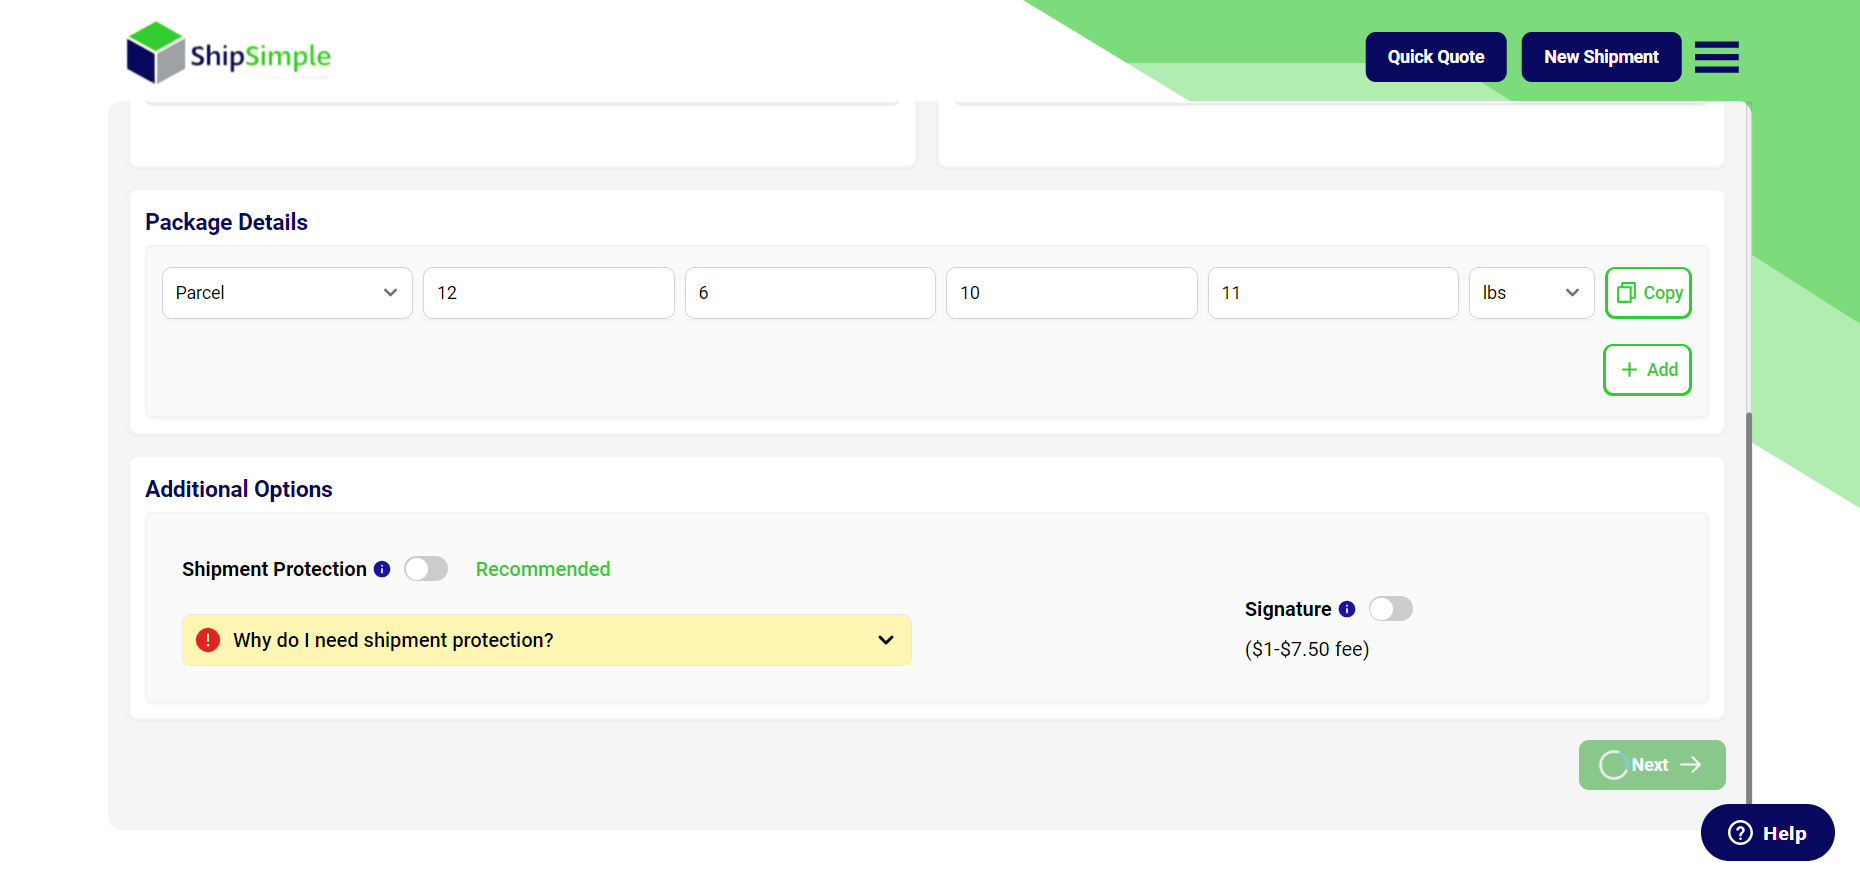 ShipSimple
Quick Quote
New Shipment
Package Details
Parcel
12
6
10
11
lbs
Copy
+ Add
Additional Options
Shipment Protection
Recommended
Why do I need shipment protection?
Signature
($1-$7.50 fee)
Next →
Help